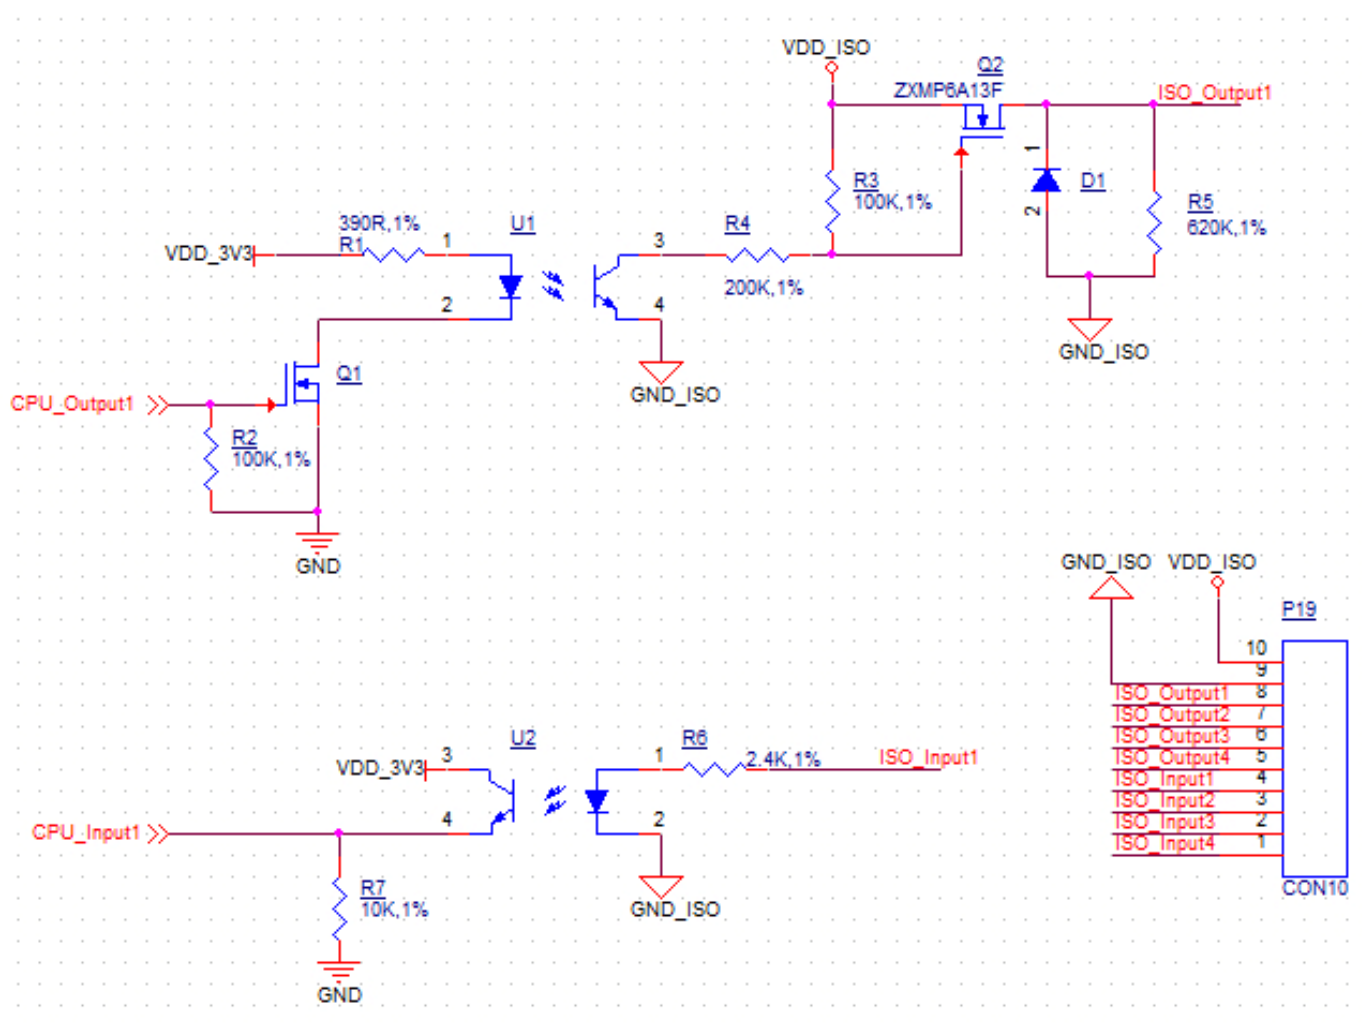 VDD_ISO
Q2
ZXMP6A13F
ISO_Output1
1
2
D1
R3
100K,1%
R5
620K,1%
390R,1%
R1
VDD_3V3
1
2
U1
3
4
R4
200K,1%
GND_ISO
GND_ISO
Q1
CPU_Output1
R2
100K,1%
GND
GND_ISO
VDD_ISO
P19
10
9
ISO_Output1 8
ISO_Output2 7
ISO_Output3 6
ISO_Output4 5
ISO_Input1 4
ISO_Input2 3
ISO_Input3 2
ISO_Input4 1
CON10
U2
VDD_3V3
3
4
1
2
R6
2.4K,1%
ISO_Input1
CPU_Input1
R7
10K,1%
GND_ISO
GND